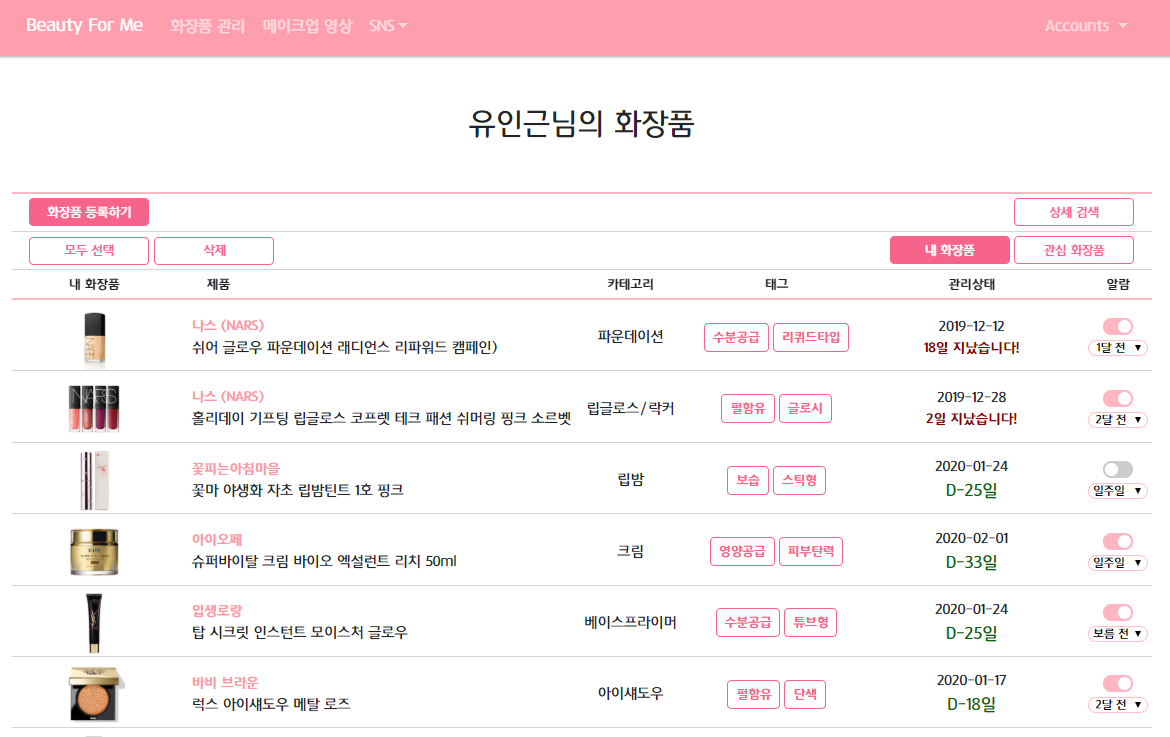 Beauty For Me 화장품 관리 메이크업 영상 SNS Accounts
유인근님의 화장품
화장품 등록하기 상세 검색
모두 선택 삭제 내 화장품 관심 화장품
내 화장품 제품 카테고리 태그 관리상태 알람
나스 (NARS)
쉬어 글로우 파운데이션 래디언스 리파워드 캠페인)
파운데이션
수분공급 리퀴드타입
2019-12-12
18일 지났습니다!
1달 전
NARS
나스 (NARS)
홀리데이 기프팅 립글로스 코프렛 테크 패션 쉬머링 핑크 소르벳
립글로스/락커
펄함유 글로시
2019-12-28
2일 지났습니다!
2달 전
꽃피는아침마을
꽃마 야생화 자초 립밤틴트 1호 핑크
립밤
보습 스틱형
2020-01-24
D-25일
일주일
IOPE
아이오페
슈퍼바이탈 크림 바이오 엑설런트 리치 50ml
크림
영양공급 피부탄력
2020-02-01
D-33일
일주일
입생로랑
탑 시크릿 인스턴트 모이스처 글로우
베이스프라이머
수분공급 튜브형
2020-01-24
D-25일
보름 전
바비 브라운
럭스 아이섀도우 메탈 로즈
아이섀도우
펄함유 단색
2020-01-17
D-18일
2달 전